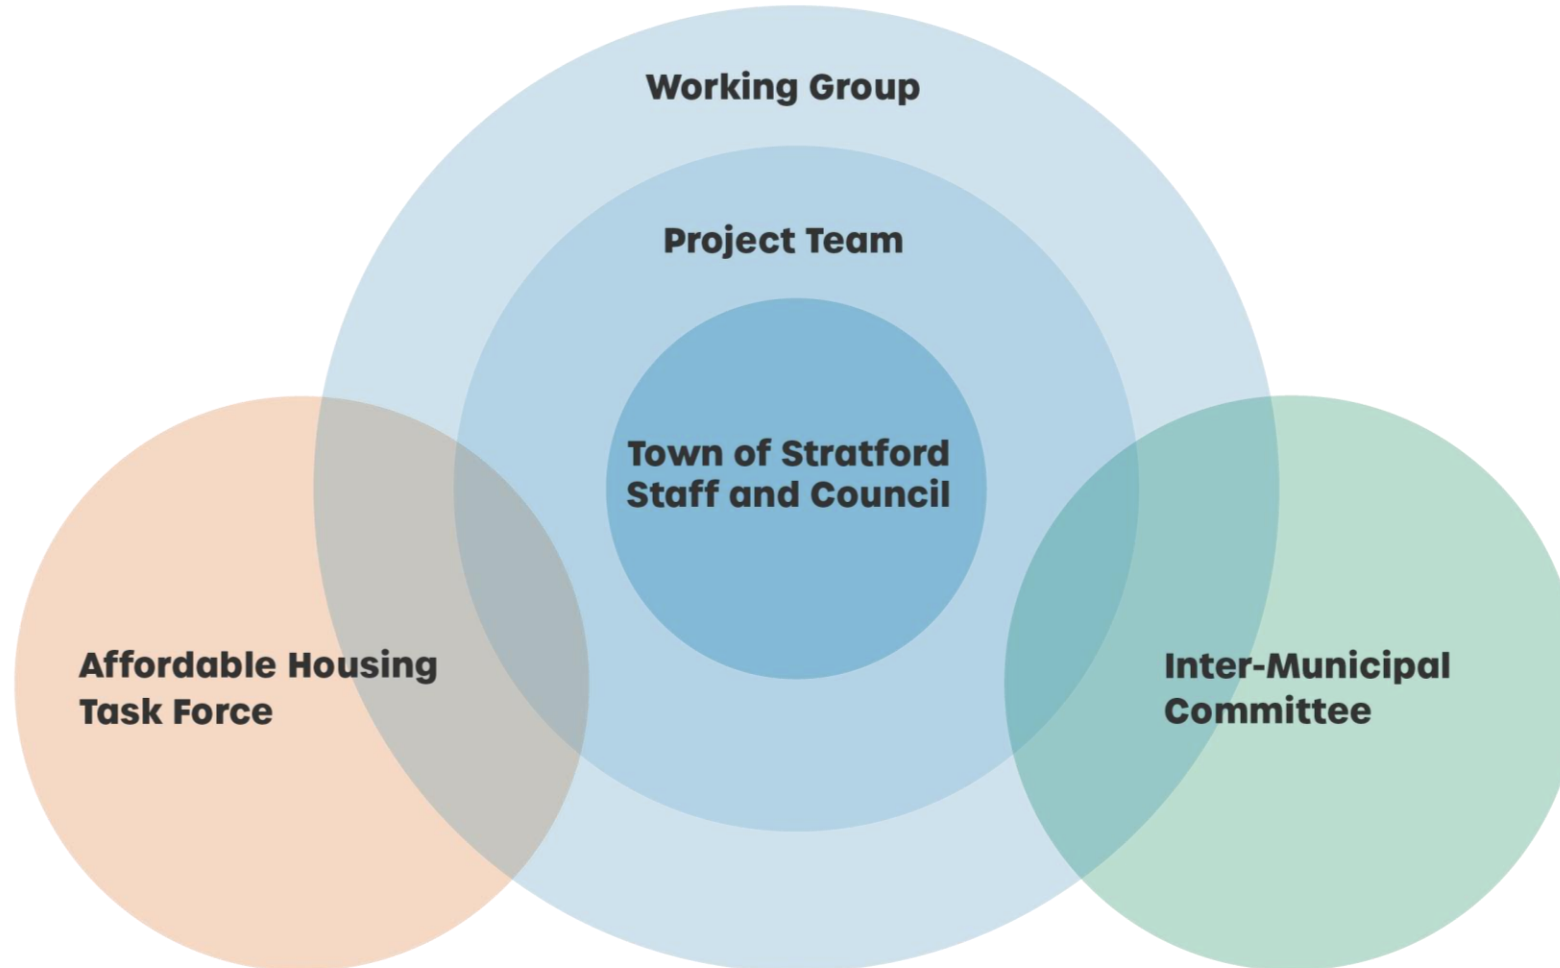 Working Group
Project Team
Town of Stratford
Staff and Council
Affordable Housing
Task Force
Inter-Municipal
Committee